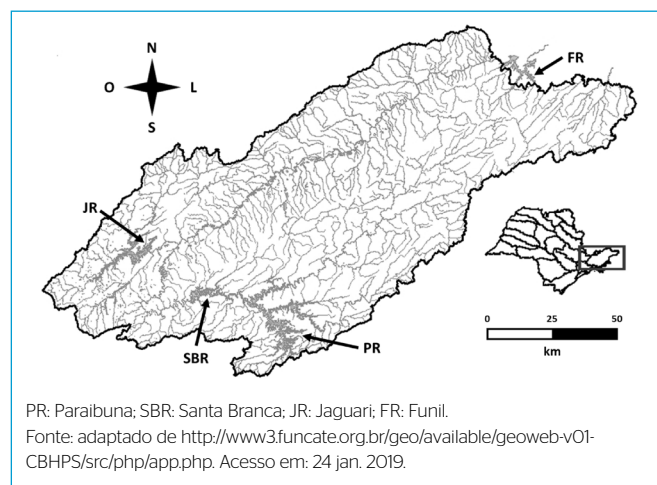 N
O
L
S
FR
JR
SBR
PR
0
25
50
km
PR: Paraibuna; SBR: Santa Branca; JR: Jaguari; FR: Funil.
Fonte: adaptado de http://www3.funcate.org.br/geo/available/geoweb-v01-
CBHPS/src/php/app.php. Acesso em: 24 jan. 2019.